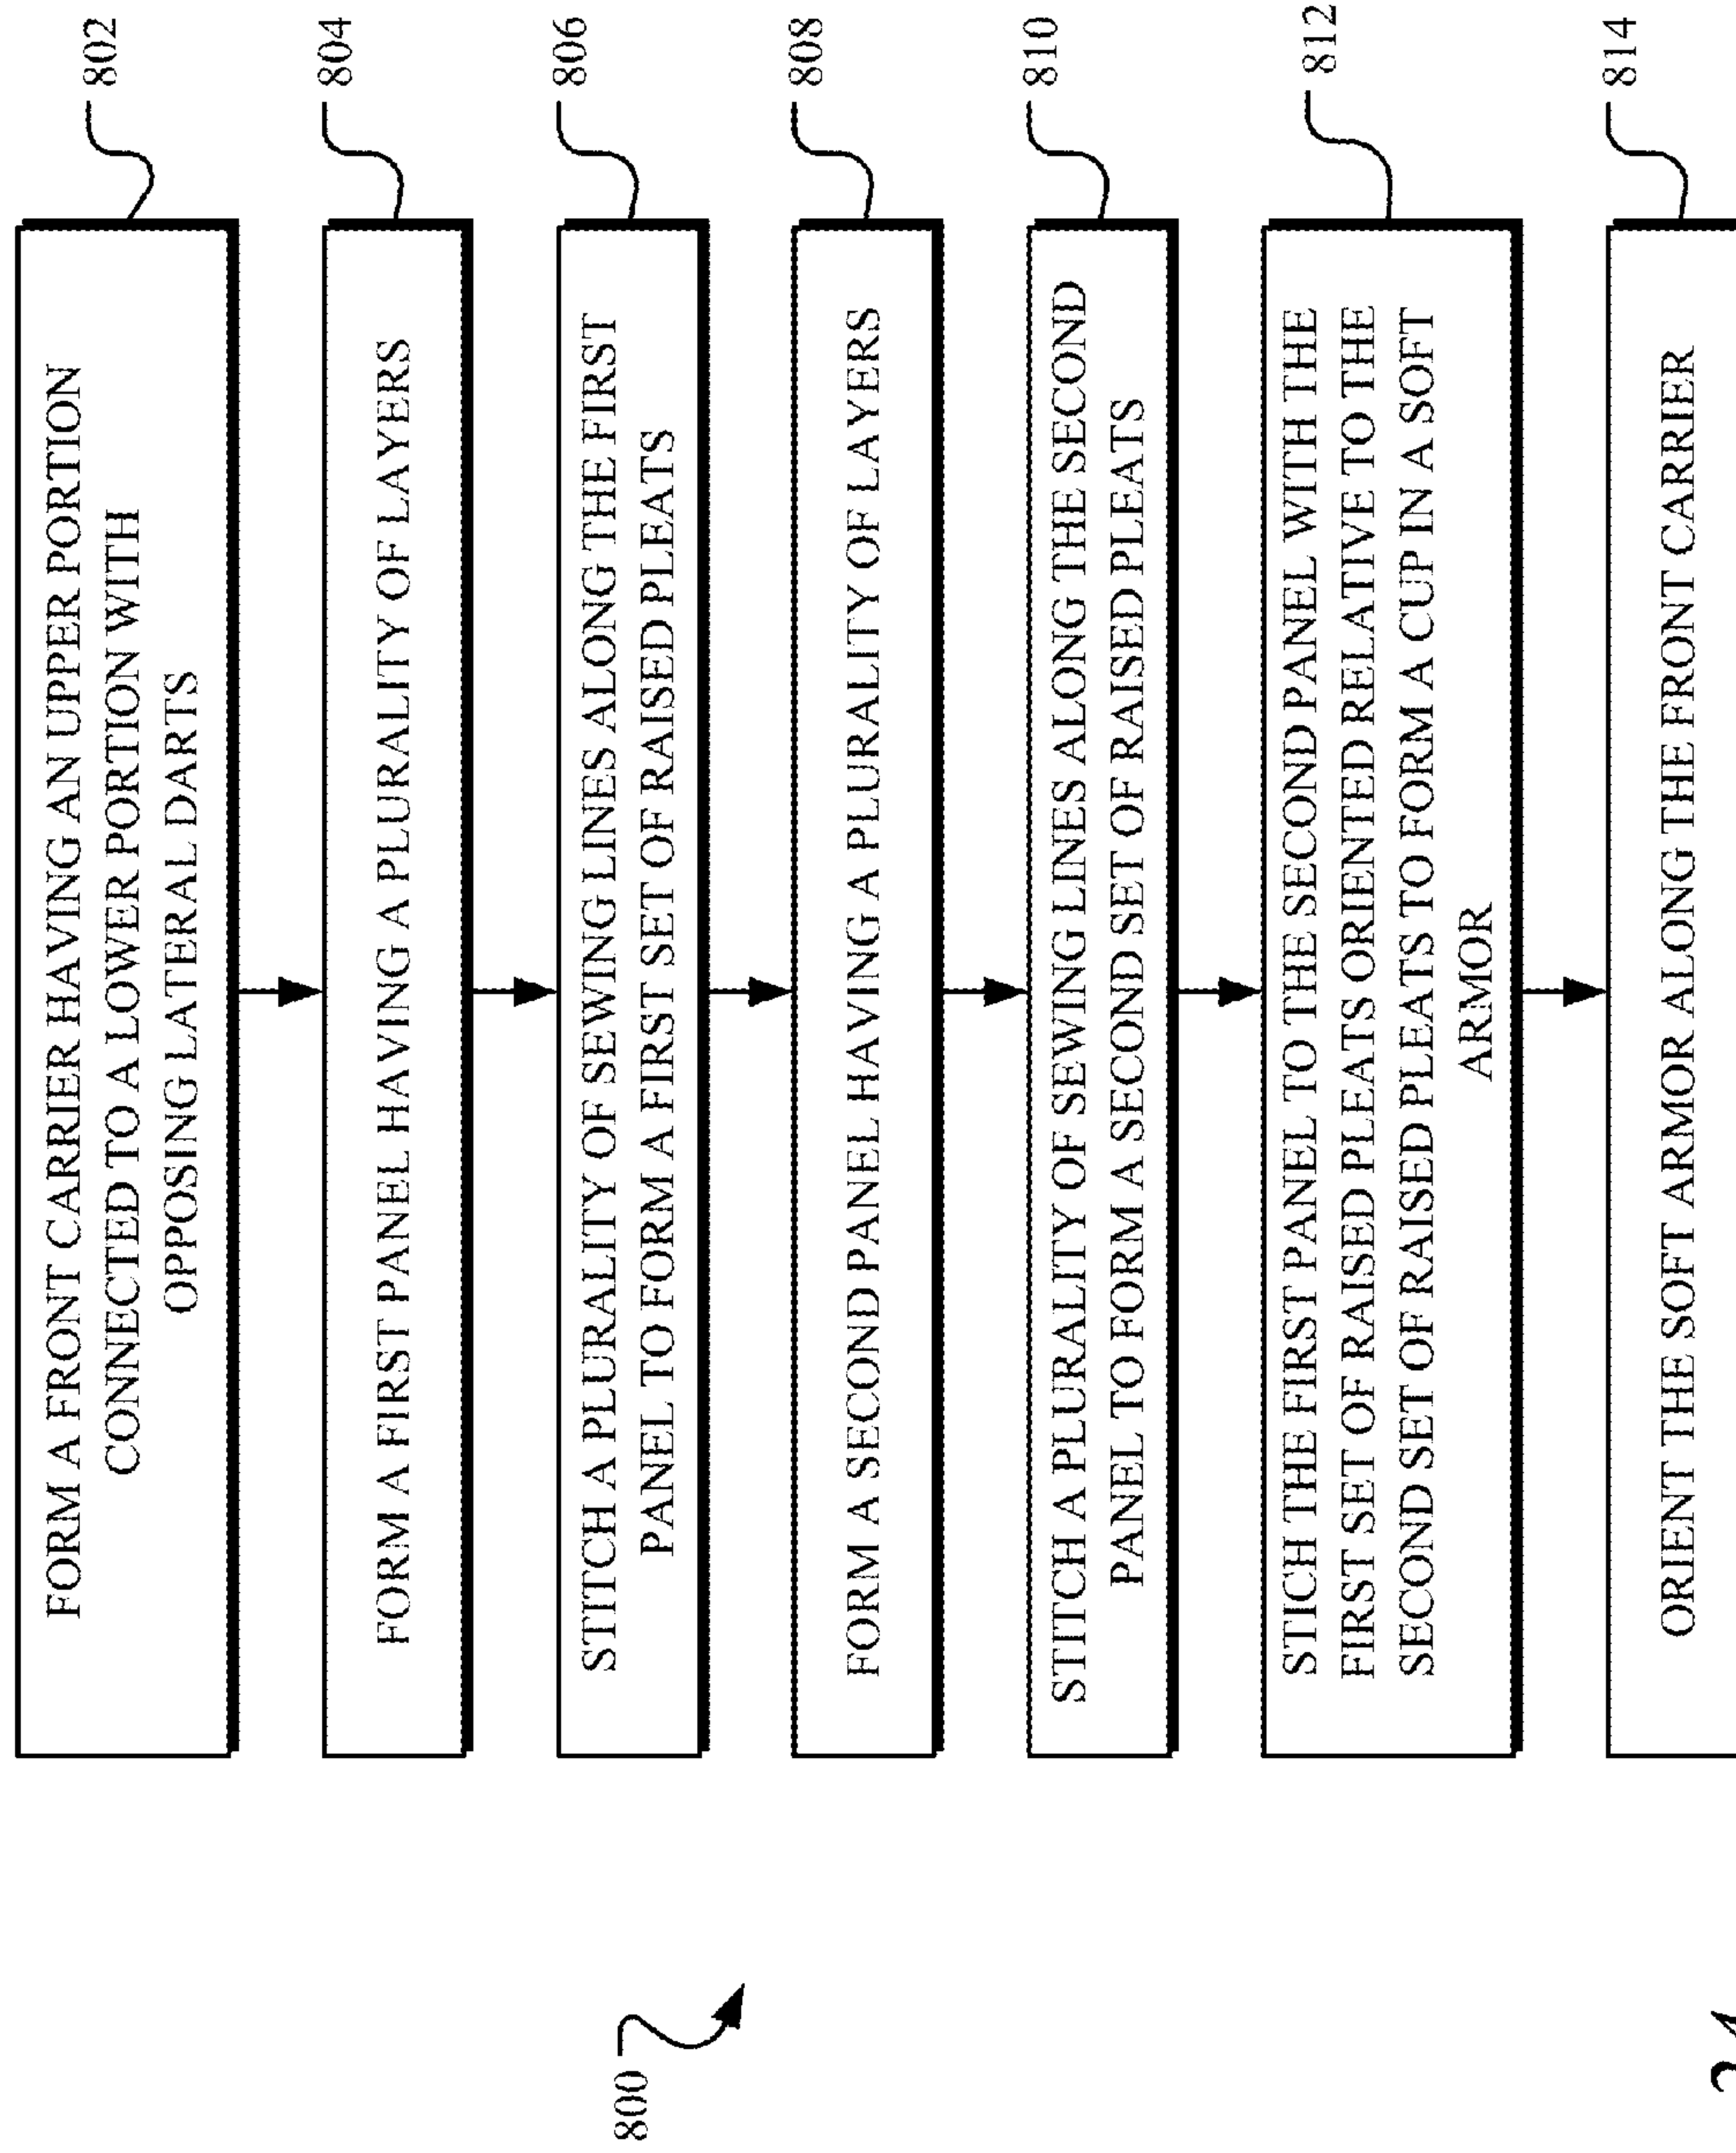 802
FORM A FRONT CARRIER HAVING AN UPPER PORTION
CONNECTED TO A LOWER PORTION WITH
OPPOSING LATERAL DARTS
804
FORM A FIRST PANEL HAVING A PLURALITY OF LAYERS
806
STITCH A PLURALITY OF SEWING LINES ALONG THE FIRST
PANEL TO FORM A FIRST SET OF RAISED PLEATS
808
FORM A SECOND PANEL HAVING A PLURALITY OF LAYERS
810
STITCH A PLURALITY OF SEWING LINES ALONG THE SECOND
PANEL TO FORM A SECOND SET OF RAISED PLEATS
812
STICH THE FIRST PANEL TO THE SECOND PANEL WITH THE
FIRST SET OF RAISED PLEATS ORIENTED RELATIVE TO THE
SECOND SET OF RAISED PLEATS TO FORM A CUP IN A SOFT
ARMOR
814
ORIENT THE SOFT ARMOR ALONG THE FRONT CARRIER
800